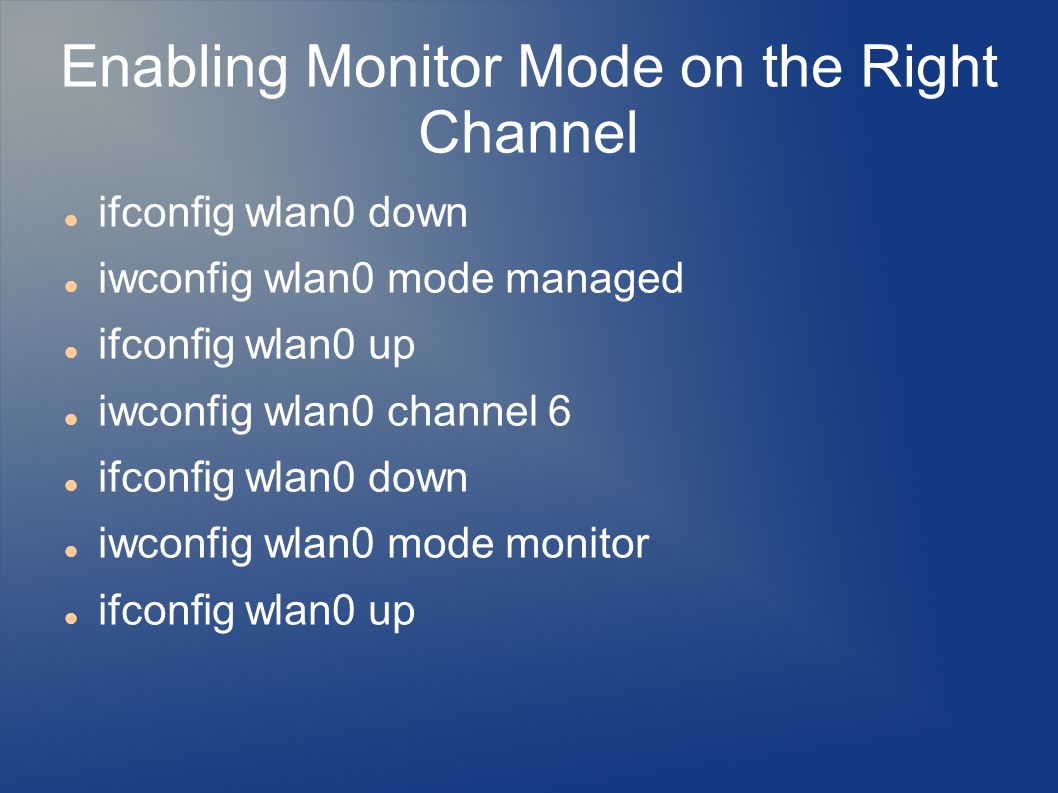 Enabling Monitor Mode on the Right
Channel
ifconfig wlan0 down
iwconfig wlan0 mode managed
ifconfig wlan0 up
iwconfig wlan0 channel 6
ifconfig wlan0 down
iwconfig wlan0 mode monitor
ifconfig wlan0 up